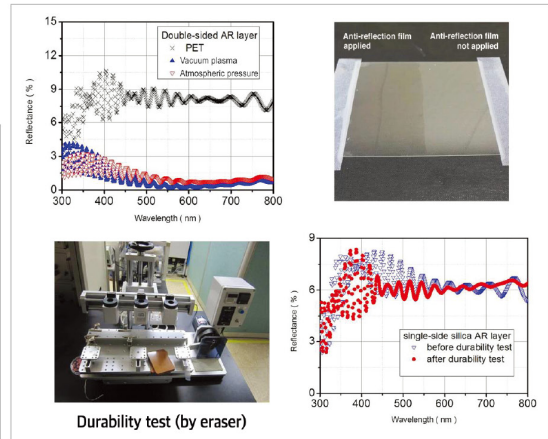 15
12
9
6
3
0
Reflectance ( % )
Double-sided AR layer
PET
Vacuum plasma
Atmospheric pressure
300 400 500 600 700 800
Wavelength ( nm )
Anti-reflection film
applied
Anti-reflection film
not applied
Durability test (by eraser)
9
6
3
0
Reflectance ( % )
single-side silica AR layer
before durability test
after durability test
300 400 500 600 700 800
Wavelength ( nm )